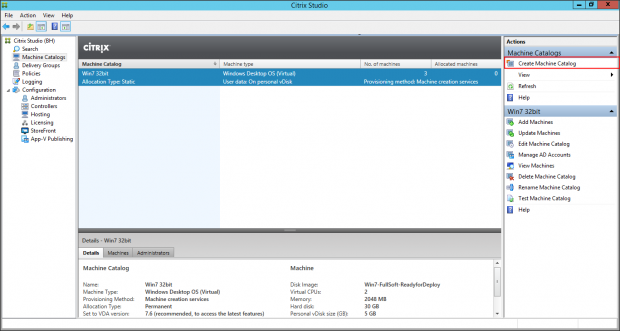 Citrix Studio
File Action View Help
Citrix Studio (BH)
Search
Machine Catalogs
Delivery Groups
Policies
Logging
Configuration
Administrators
Controllers
Hosting
Licensing
StoreFront
App-V Publishing
CITRIX
Machine Catalog Machine type No. of machines Allocated machines
Win7 32bit Windows Desktop OS (Virtual) 3 0
Allocation Type: Static User data: On personal vDisk Provisioning method: Machine creation services
Details - Win7 32bit
Details Machines Administrators
Machine Catalog
Name: Win7 32bit
Machine Type: Windows Desktop OS (Virtual)
Provisioning Method: Machine creation services
Allocation Type: Permanent
Set to VDA version: 7.6 (recommended, to access the latest features)
Machine
Disk Image: Win7-FullSoft-ReadyforDeploy
Virtual CPUs: 2
Memory: 2048 MB
Hard disk: 30 GB
Personal vDisk size (GB): 5 GB
Actions
Machine Catalogs
Create Machine Catalog
View
Refresh
Help
Win7 32bit
Add Machines
Update Machines
Edit Machine Catalog
Manage AD Accounts
View Machines
Delete Machine Catalog
Rename Machine Catalog
Test Machine Catalog
Help